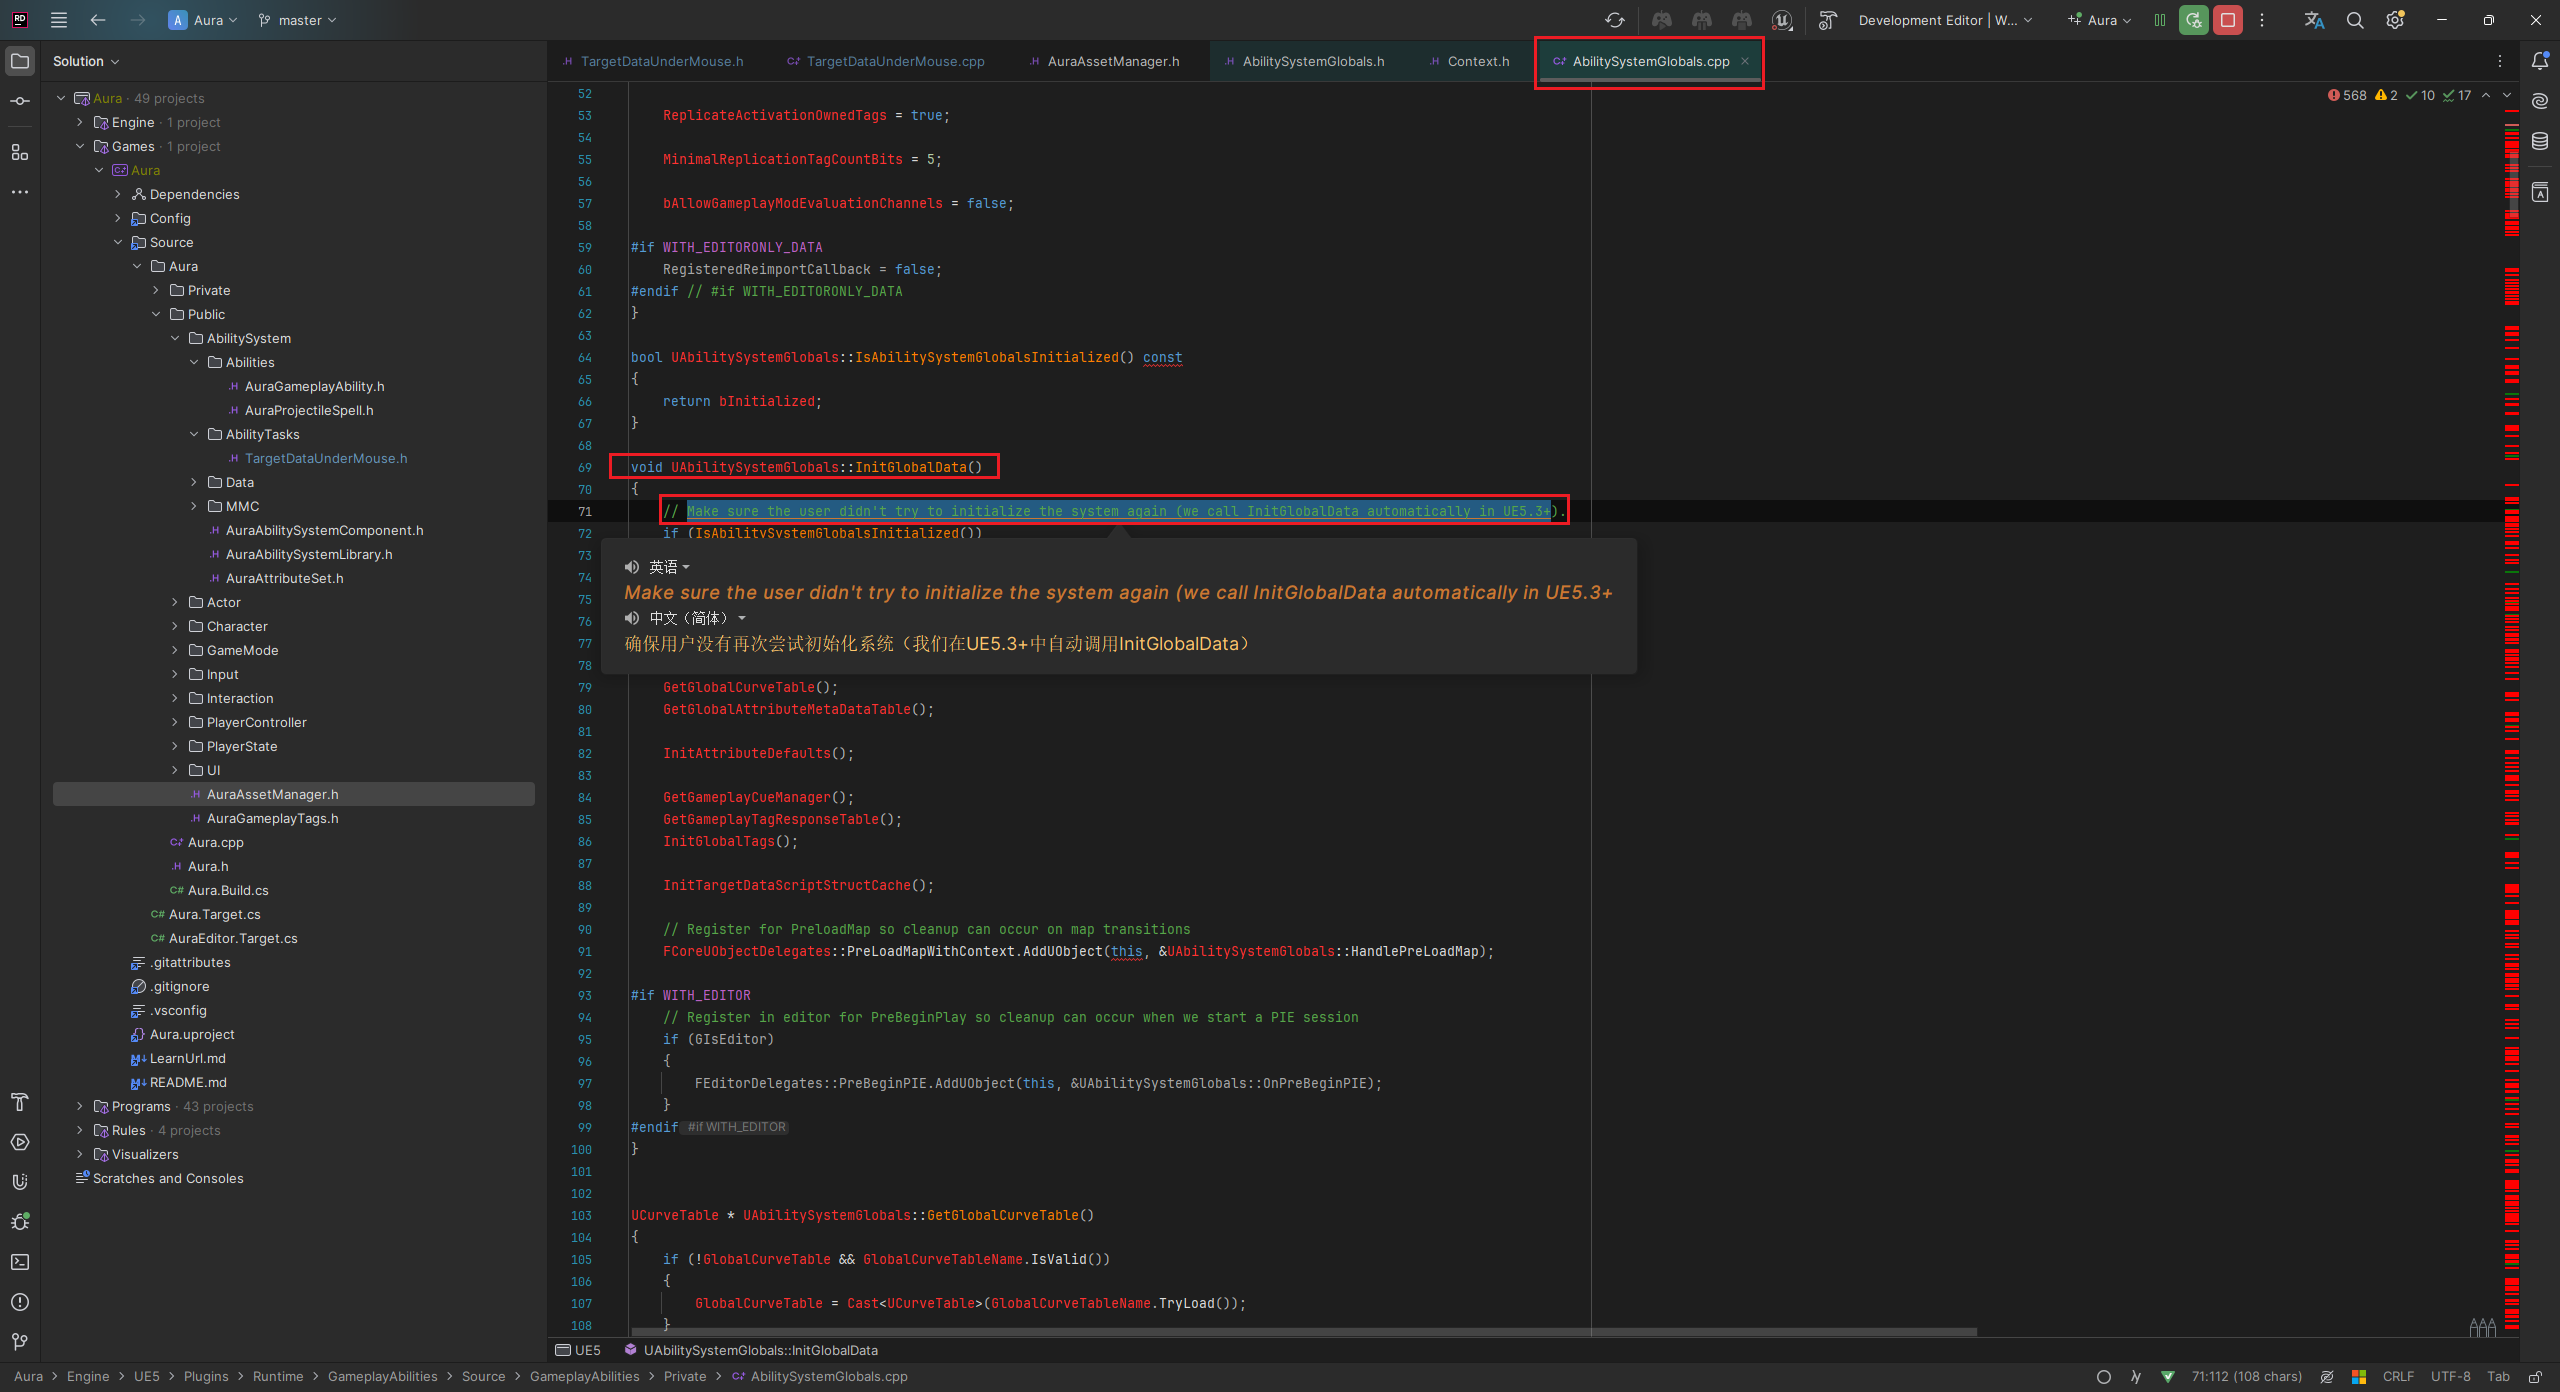 Aura
master
Development Editor | W...
Aura
Solution
TargetDataUnderMouse.h
TargetDataUnderMouse.cpp
AuraAssetManager.h
AbilitySystemGlobals.h
Context.h
AbilitySystemGlobals.cpp
568 2 10 17
Aura · 49 projects
Engine · 1 project
Games · 1 project
Aura
Dependencies
Config
Source
Aura
Private
Public
AbilitySystem
Abilities
AuraGameplayAbility.h
AuraProjectileSpell.h
AbilityTasks
TargetDataUnderMouse.h
Data
MMC
AuraAbilitySystemComponent.h
AuraAbilitySystemLibrary.h
AuraAttributeSet.h
Actor
Character
GameMode
Input
Interaction
PlayerController
PlayerState
UI
AuraAssetManager.h
AuraGameplayTags.h
Aura.cpp
Aura.h
Aura.Build.cs
Aura.Target.cs
AuraEditor.Target.cs
.gitattributes
.gitignore
.vsconfig
Aura.uproject
LearnUrl.md
README.md
Programs · 43 projects
Rules · 4 projects
Visualizers
Scratches and Consoles
52
53 ReplicateActivationOwnedTags = true;
54
55 MinimalReplicationTagCountBits = 5;
56
57 bAllowGameplayModEvaluationChannels = false;
58
59 #if WITH_EDITORONLY_DATA
60 RegisteredReimportCallback = false;
61 #endif // #if WITH_EDITORONLY_DATA
62 }
63
64 bool UAbilitySystemGlobals::IsAbilitySystemGlobalsInitialized() const
65 {
66 return bInitialized;
67 }
68
69 void UAbilitySystemGlobals::InitGlobalData()
70 {
71 // Make sure the user didn't try to initialize the system again (we call InitGlobalData automatically in UE5.3+).
72 if (IsAbilitySystemGlobalsInitialized())
73
74
75
76
77
78
英语
Make sure the user didn't try to initialize the system again (we call InitGlobalData automatically in UE5.3+
中文（简体）
确保用户没有再次尝试初始化系统（我们在UE5.3+中自动调用InitGlobalData）
79 GetGlobalCurveTable();
80 GetGlobalAttributeMetaDataTable();
81
82 InitAttributeDefaults();
83
84 GetGameplayCueManager();
85 GetGameplayTagResponseTable();
86 InitGlobalTags();
87
88 InitTargetDataScriptStructCache();
89
90 // Register for PreloadMap so cleanup can occur on map transitions
91 FCoreUObjectDelegates::PreLoadMapWithContext.AddUObject(this, &UAbilitySystemGlobals::HandlePreLoadMap);
92
93 #if WITH_EDITOR
94 // Register in editor for PreBeginPlay so cleanup can occur when we start a PIE session
95 if (GIsEditor)
96 {
97 FEditorDelegates::PreBeginPIE.AddUObject(this, &UAbilitySystemGlobals::OnPreBeginPIE);
98 }
99 #endif #if WITH_EDITOR
100 }
101
102
103 UCurveTable * UAbilitySystemGlobals::GetGlobalCurveTable()
104 {
105 if (!GlobalCurveTable && GlobalCurveTableName.IsValid())
106 {
107 GlobalCurveTable = Cast<UCurveTable>(GlobalCurveTableName.TryLoad());
108 }
UE5 UAbilitySystemGlobals::InitGlobalData
Aura > Engine > UE5 > Plugins > Runtime > GameplayAbilities > Source > GameplayAbilities > Private > AbilitySystemGlobals.cpp
71:112 (108 chars) CRLF UTF-8 Tab